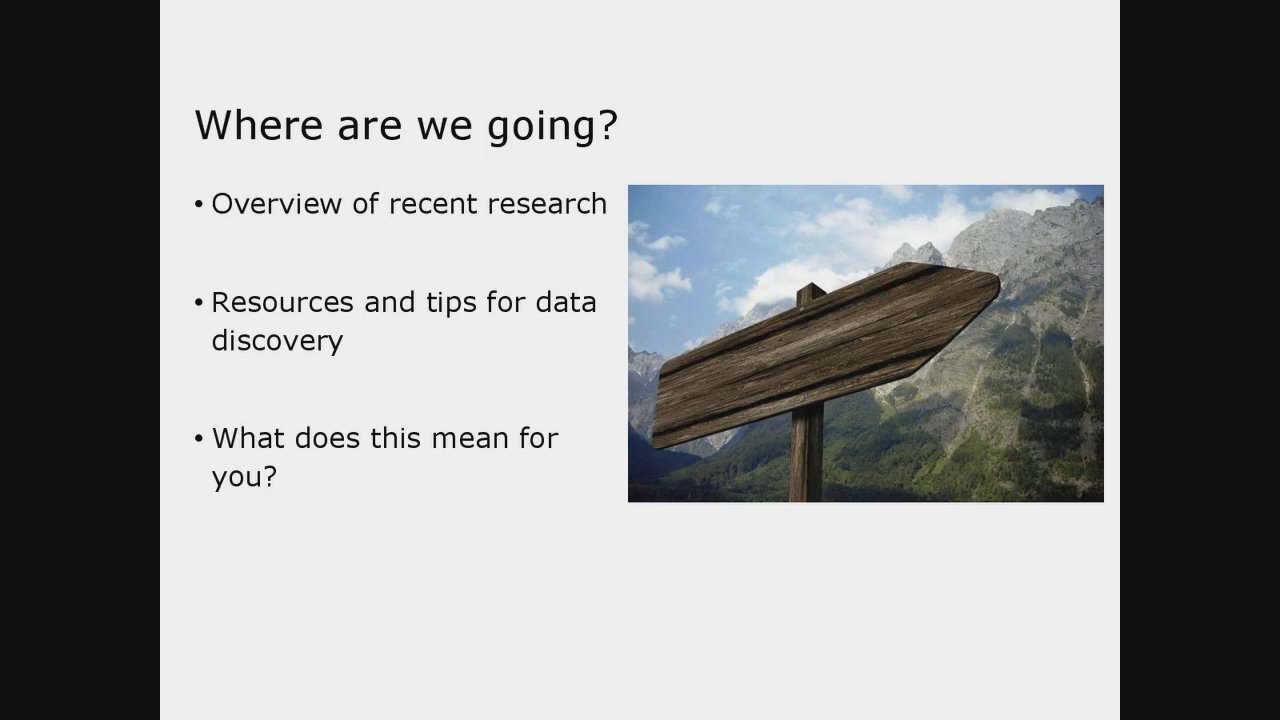 Where are we going?
• Overview of recent research
• Resources and tips for data
discovery
• What does this mean for
you?